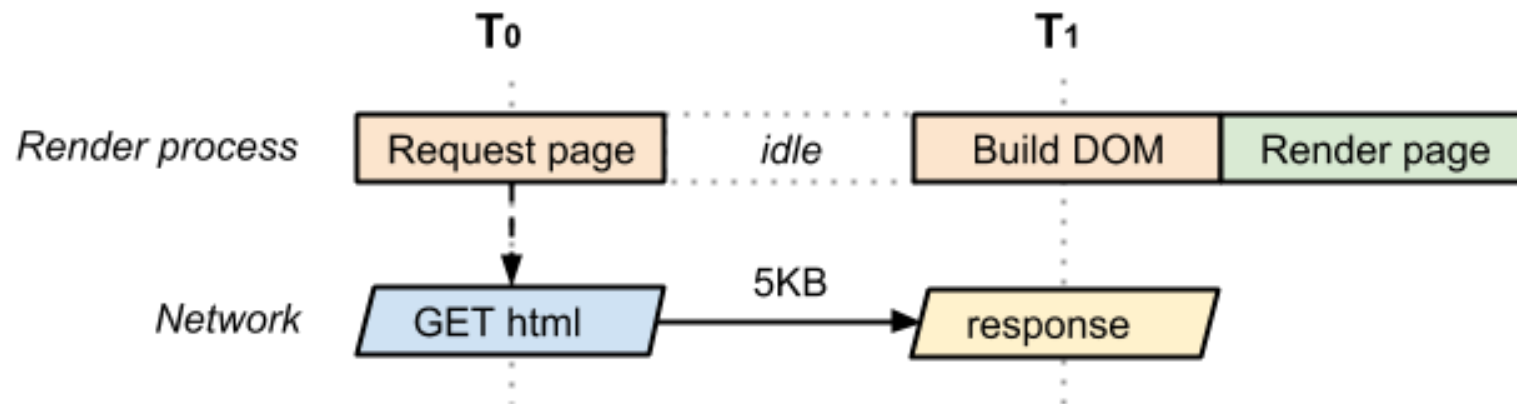 T0 T1
Render process Request page idle Build DOM Render page
5KB
Network GET html response